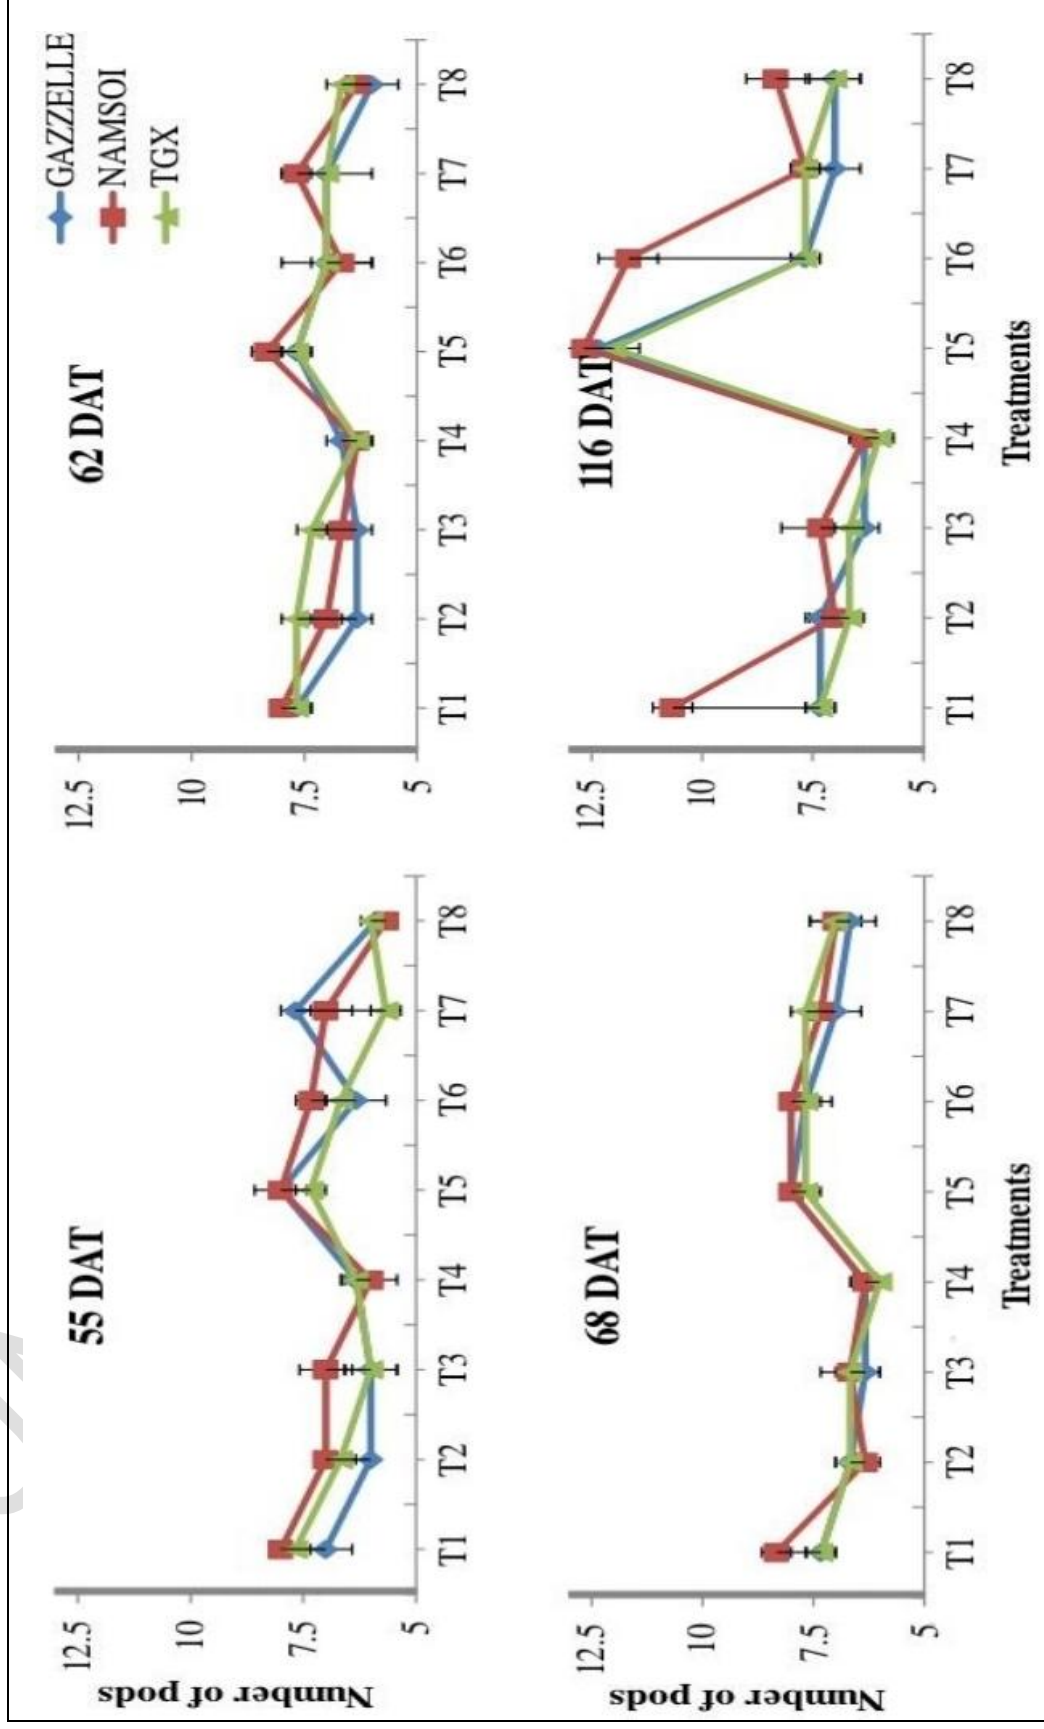 GAZZELLE
NAMSOI
TGX
55 DAT
Number of pods
12.5
10
7.5
5
T1 T2 T3 T4 T5 T6 T7 T8
62 DAT
12.5
10
7.5
5
T1 T2 T3 T4 T5 T6 T7 T8
68 DAT
Number of pods
12.5
10
7.5
5
T1 T2 T3 T4 T5 T6 T7 T8
Treatments
116 DAT
12.5
10
7.5
5
T1 T2 T3 T4 T5 T6 T7 T8
Treatments